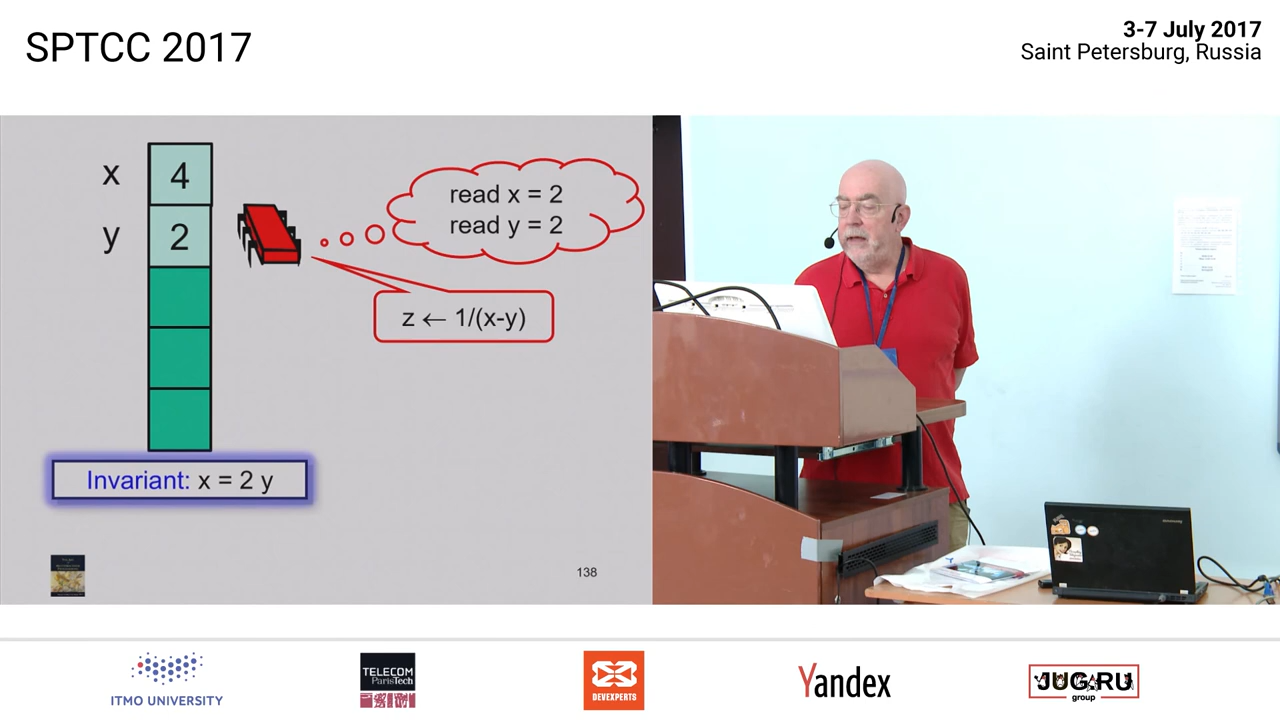 SPTCC 2017
3-7 July 2017
Saint Petersburg, Russia
x 4
y 2
read x = 2
read y = 2
z ← 1/(x-y)
Invariant: x = 2 y
138
ITMO UNIVERSITY
TELECOM
ParisTech
DEVEXPERTS
Yandex
JUG.RU
group